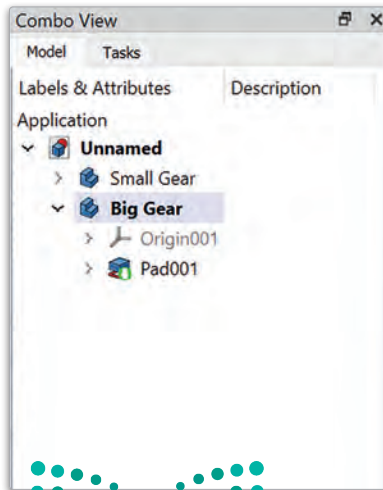 Combo View
Model Tasks
Labels & Attributes Description
Application
Unnamed
Small Gear
Big Gear
Origin001
Pad001